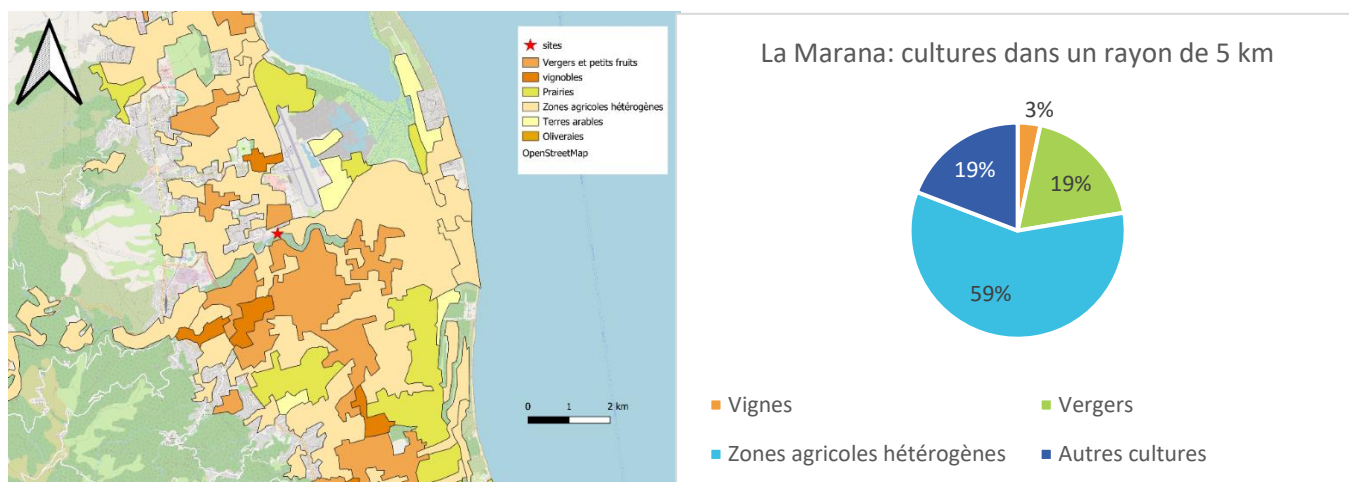 sites
Vergers et petits fruits
vignobles
Prairies
Zones agricoles hétérogènes
Terres arables
Oliveraies
OpenStreetMap
0 1 2 km
La Marana: cultures dans un rayon de 5 km
3%
19%
19%
59%
Vignes
Vergers
Zones agricoles hétérogènes
Autres cultures